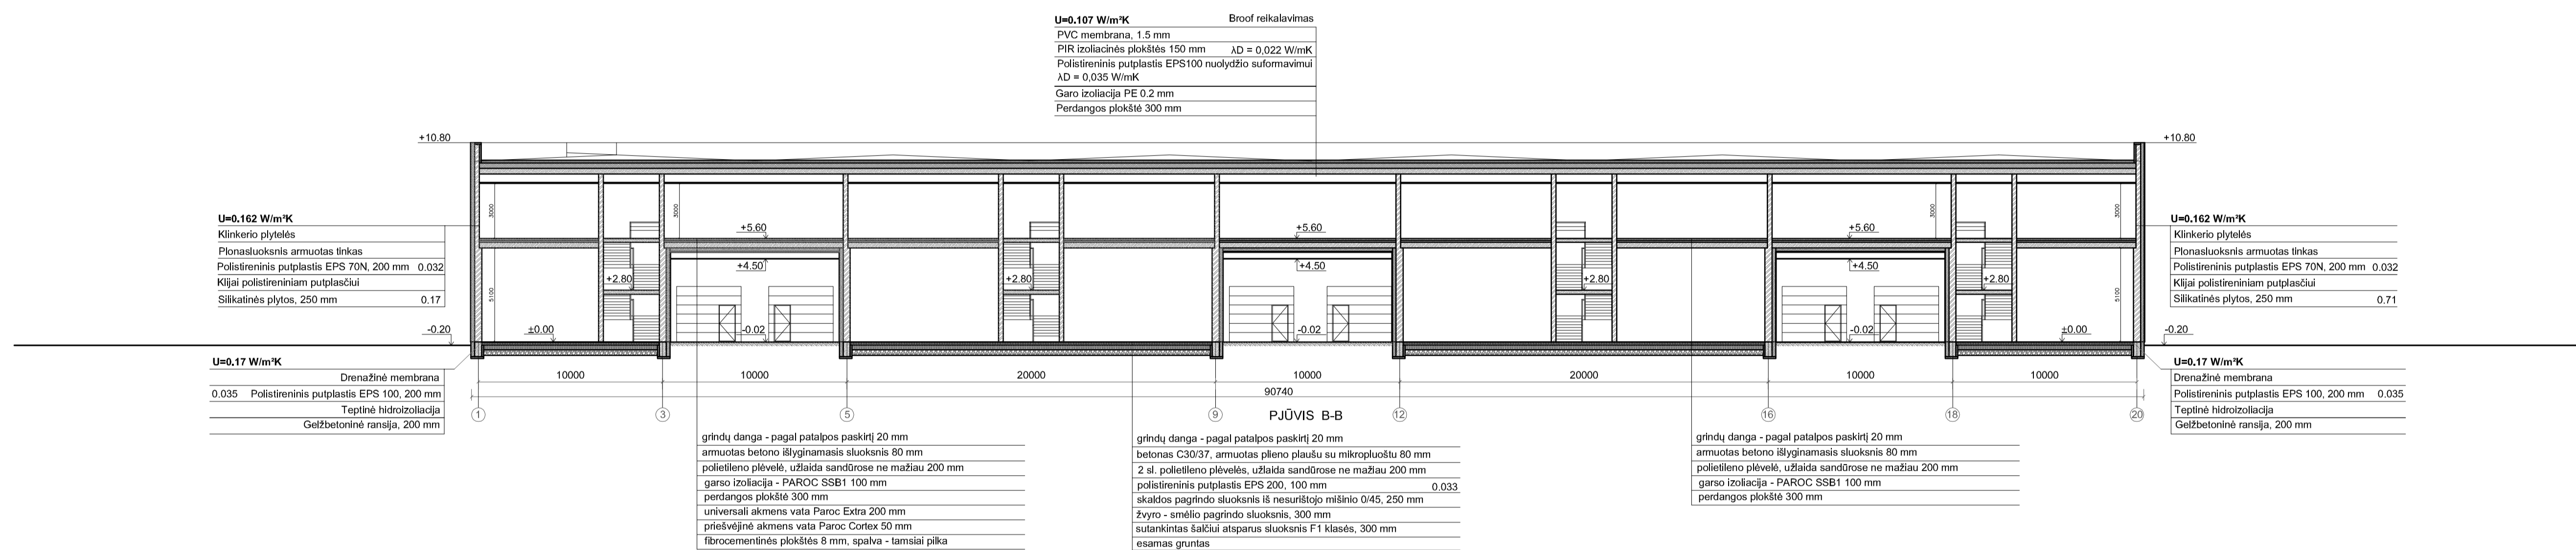 U=0.107 W/m²K Broof reikalavimas
PVC membrana, 1.5 mm
PIR izoliacinės plokštės 150 mm λD = 0,022 W/mK
Polistireninis putplastis EPS100 nuolydžio suformavimui
λD = 0,035 W/mK
Garo izoliacija PE 0.2 mm
Perdangos plokštė 300 mm
+10.80
+10.80
U=0.162 W/m²K
Klinkerio plytelės
Plonasluoksnis armuotas tinkas
Polistireninis putplastis EPS 70N, 200 mm 0.032
Klijai polistireniniam putplasčiui
Silikatinės plytos, 250 mm 0.17
U=0.162 W/m²K
Klinkerio plytelės
Plonasluoksnis armuotas tinkas
Polistireninis putplastis EPS 70N, 200 mm 0.032
Klijai polistireniniam putplasčiui
Silikatinės plytos, 250 mm 0.71
3000 3000 3000 3000
+5.60 +5.60 +5.60
+4.50 +4.50 +4.50
+2.80 +2.80 +2.80 +2.80
5100 5100
-0.20 ±0.00 -0.02 -0.02 -0.02 ±0.00 -0.20
U=0.17 W/m²K
Drenažinė membrana
0.035 Polistireninis putplastis EPS 100, 200 mm
Teptinė hidroizoliacija
Gelžbetoninė ransija, 200 mm
U=0.17 W/m²K
Drenažinė membrana
Polistireninis putplastis EPS 100, 200 mm 0.035
Teptinė hidroizoliacija
Gelžbetoninė ransija, 200 mm
10000 10000 20000 10000 20000 10000 10000
90740
1 3 5 9 12 16 18 20
PJŪVIS B-B
grindų danga - pagal patalpos paskirtį 20 mm
armuotas betono išlyginamasis sluoksnis 80 mm
polietileno plėvelė, užlaida sandūrose ne mažiau 200 mm
garso izoliacija - PAROC SSB1 100 mm
perdangos plokštė 300 mm
universali akmens vata Paroc Extra 200 mm
priešvėjinė akmens vata Paroc Cortex 50 mm
fibrocementinės plokštės 8 mm, spalva - tamsiai pilka
grindų danga - pagal patalpos paskirtį 20 mm
betonas C30/37, armuotas plieno plaušu su mikropluoštu 80 mm
2 sl. polietileno plėvelės, užlaida sandūrose ne mažiau 200 mm
polistireninis putplastis EPS 200, 100 mm 0.033
skaldos pagrindo sluoksnis iš nesurištojo mišinio 0/45, 250 mm
žvyro - smėlio pagrindo sluoksnis, 300 mm
sutankintas šalčiui atsparus sluoksnis F1 klasės, 300 mm
esamas gruntas
grindų danga - pagal patalpos paskirtį 20 mm
armuotas betono išlyginamasis sluoksnis 80 mm
polietileno plėvelė, užlaida sandūrose ne mažiau 200 mm
garso izoliacija - PAROC SSB1 100 mm
perdangos plokštė 300 mm